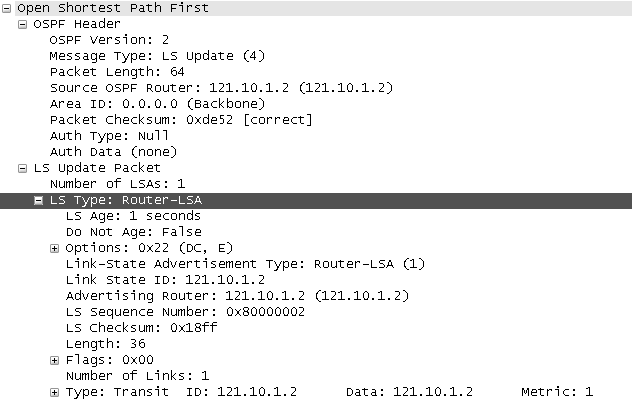 Open Shortest Path First
OSPF Header
OSPF Version: 2
Message Type: LS Update (4)
Packet Length: 64
Source OSPF Router: 121.10.1.2 (121.10.1.2)
Area ID: 0.0.0.0 (Backbone)
Packet Checksum: 0xde52 [correct]
Auth Type: Null
Auth Data (none)
LS Update Packet
Number of LSAs: 1
LS Type: Router-LSA
LS Age: 1 seconds
Do Not Age: False
Options: 0x22 (DC, E)
Link-State Advertisement Type: Router-LSA (1)
Link State ID: 121.10.1.2
Advertising Router: 121.10.1.2 (121.10.1.2)
LS Sequence Number: 0x80000002
LS Checksum: 0x18ff
Length: 36
Flags: 0x00
Number of Links: 1
Type: Transit  ID: 121.10.1.2      Data: 121.10.1.2      Metric: 1